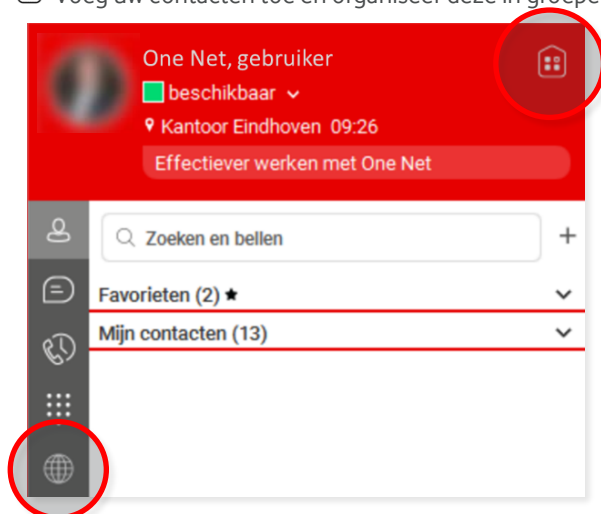 Voeg uw contacten toe en organiseer deze in groepe
One Net, gebruiker
beschikbaar
Kantoor Eindhoven 09:26
Effectiever werken met One Net
Zoeken en bellen
Favorieten (2) ★
Mijn contacten (13)